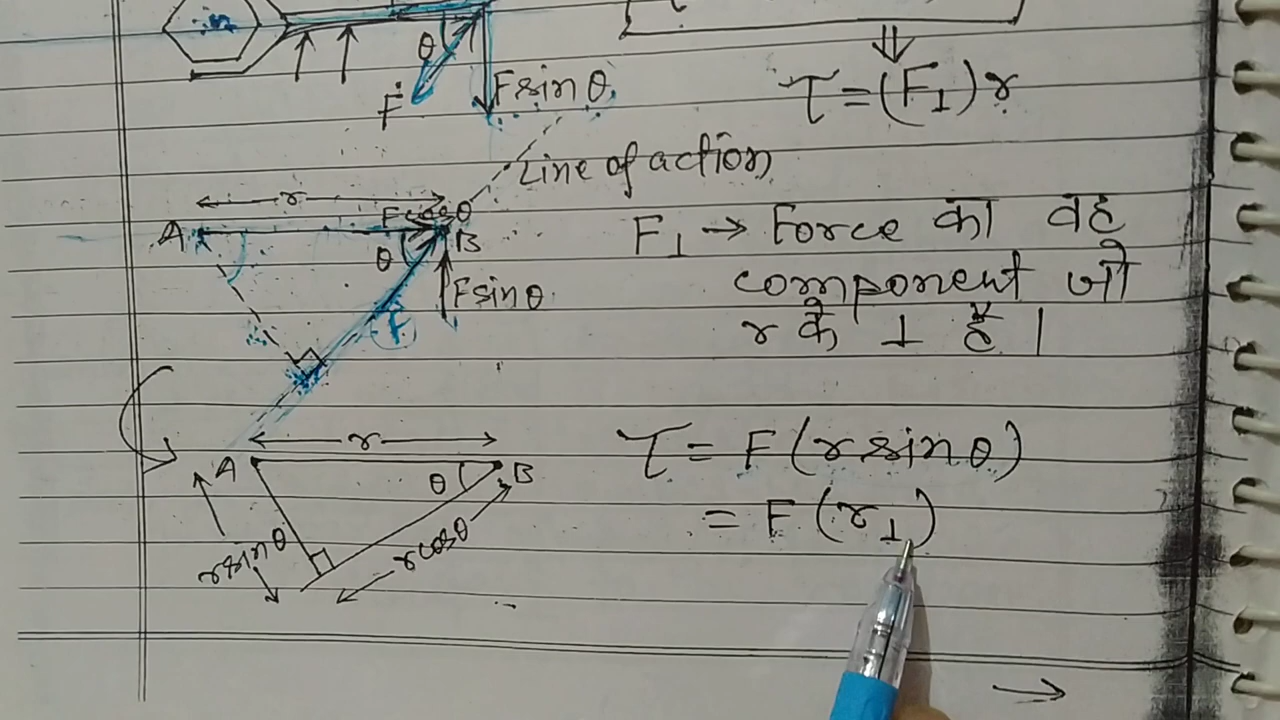 θ
F
F sin θ
τ = (F⊥) r
Line of action
r
F cos θ
A
B
θ
F sin θ
F
F⊥ → Force का वह
component जो
r के ⊥ है।
r
A
θ
B
r sin θ
r cos θ
τ = F (r sin θ)
= F (r⊥)